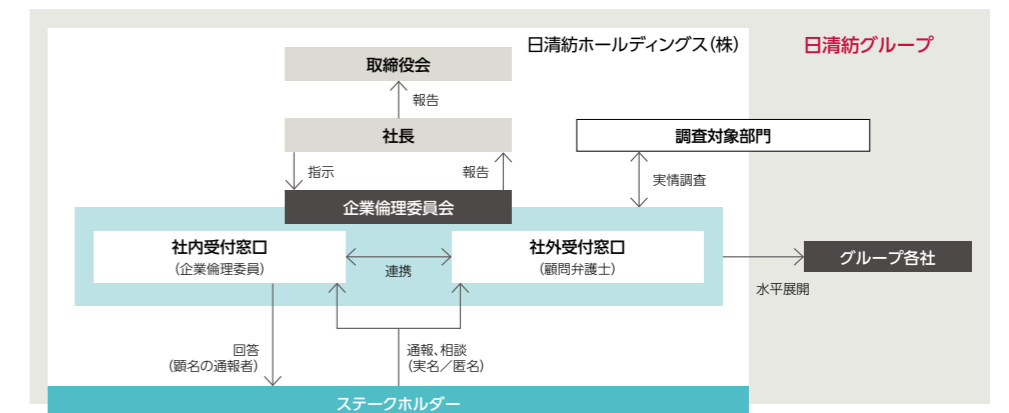 日清紡ホールディングス（株）
日清紡グループ
取締役会
報告
社長
調査対象部門
指示
報告
実情調査
企業倫理委員会
社内受付窓口
（企業倫理委員）
連携
社外受付窓口
（顧問弁護士）
グループ各社
水平展開
回答
（顕名の通報者）
通報、相談
（実名／匿名）
ステークホルダー